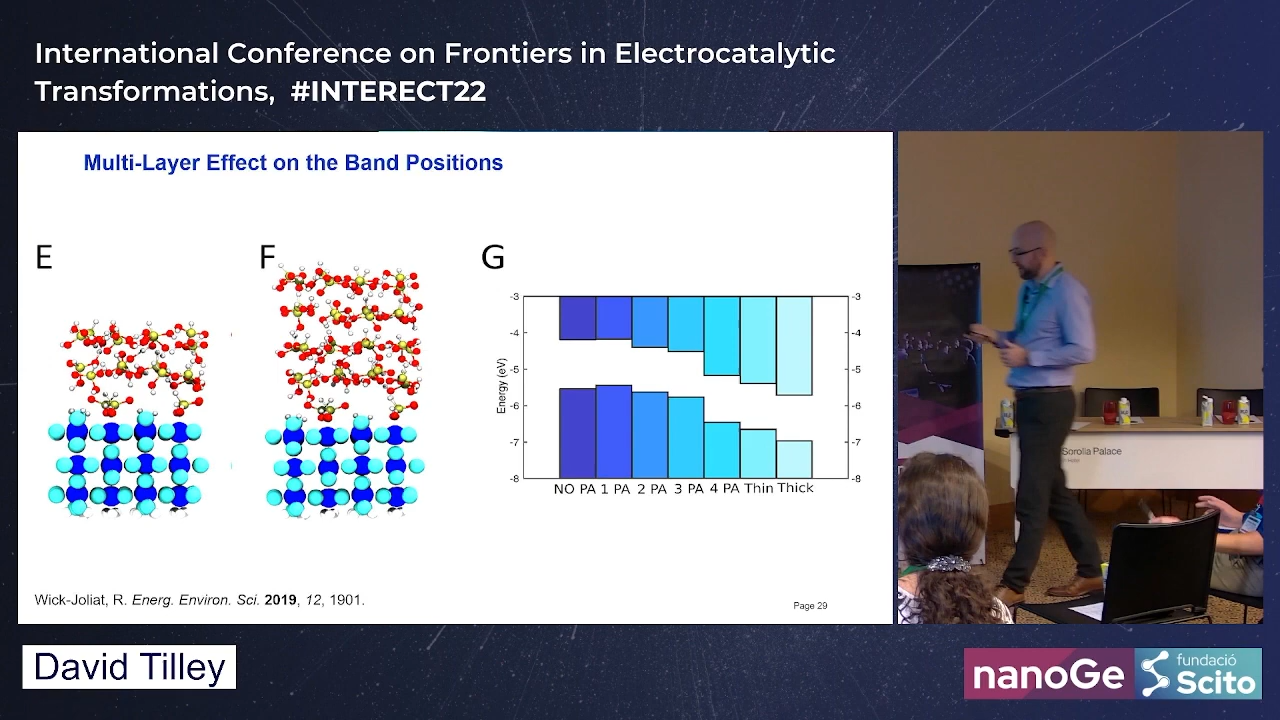 International Conference on Frontiers in Electrocatalytic
Transformations, #INTERECT22
Multi-Layer Effect on the Band Positions
E
F
G
-3
-4
-5
-6
-7
-8
Energy (eV)
-3
-4
-5
-6
-7
-8
NO PA 1 PA 2 PA 3 PA 4 PA Thin Thick
Wick-Joliat, R. Energ. Environ. Sci. 2019, 12, 1901.
Page 29
Sorolla Palace
David Tilley
nanoGe
fundació
Scito